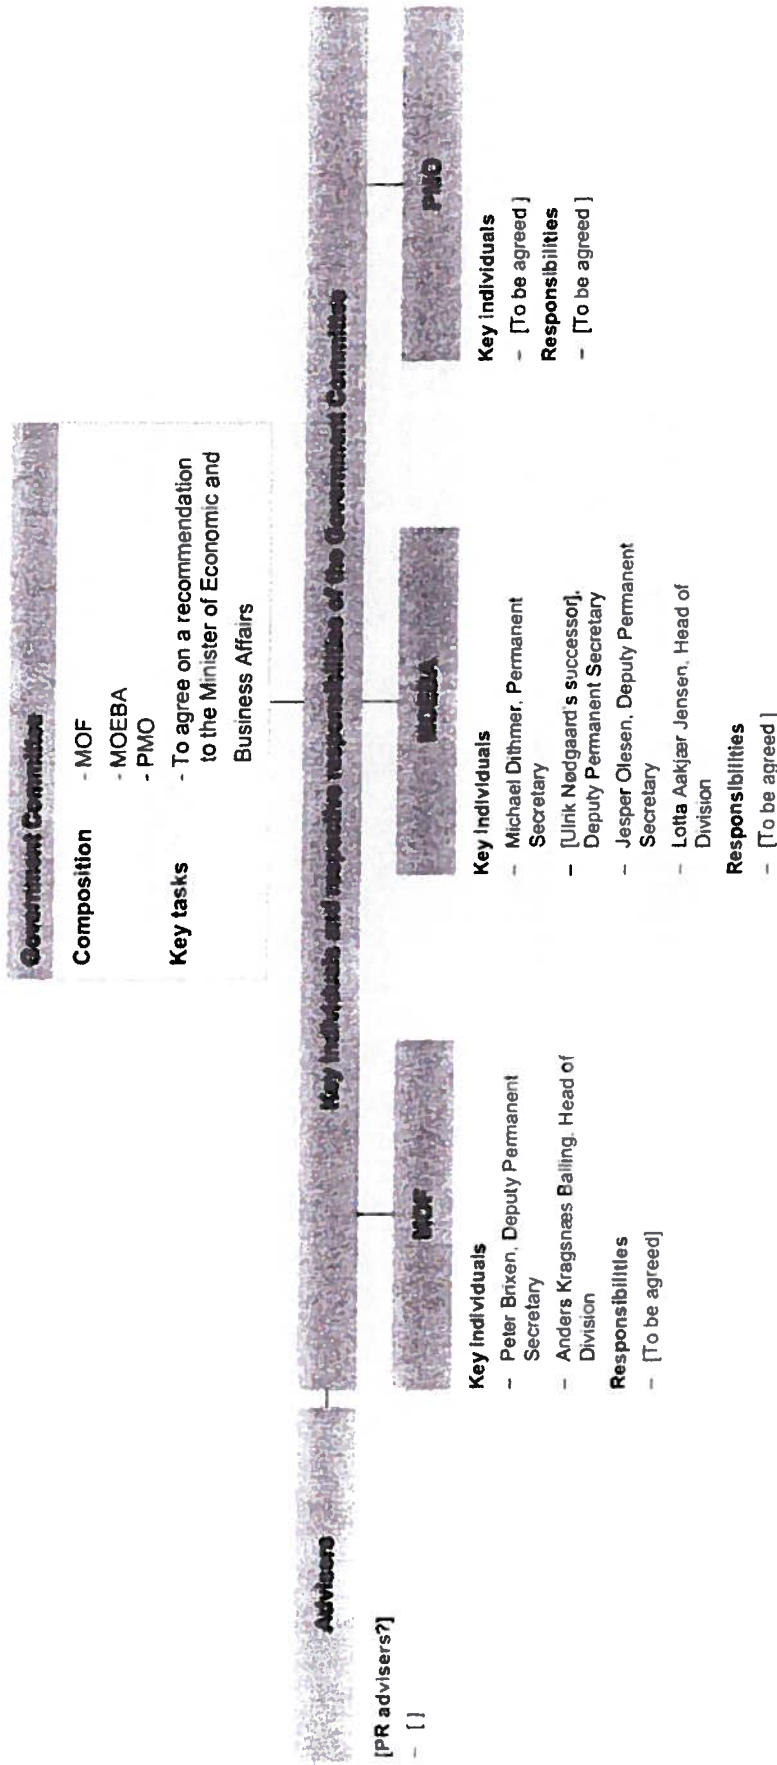 Government Committee
Composition
- MOF
- MOEBA
- PMO
Key tasks
- To agree on a recommendation
to the Minister of Economic and
Business Affairs
Key individuals and respective responsibilities of the Government Committee
Advisers
[PR advisers?]
- [ ]
MOF
Key individuals
- Peter Brixen, Deputy Permanent
Secretary
- Anders Kragsnæs Balling, Head of
Division
Responsibilities
- [To be agreed]
MOEBA
Key individuals
- Michael Dithmer, Permanent
Secretary
- [Ulrik Nødgaard's successor],
Deputy Permanent Secretary
- Jesper Olesen, Deputy Permanent
Secretary
- Lotta Aakjær Jensen, Head of
Division
Responsibilities
- [To be agreed ]
PMO
Key individuals
- [To be agreed ]
Responsibilities
- [To be agreed ]